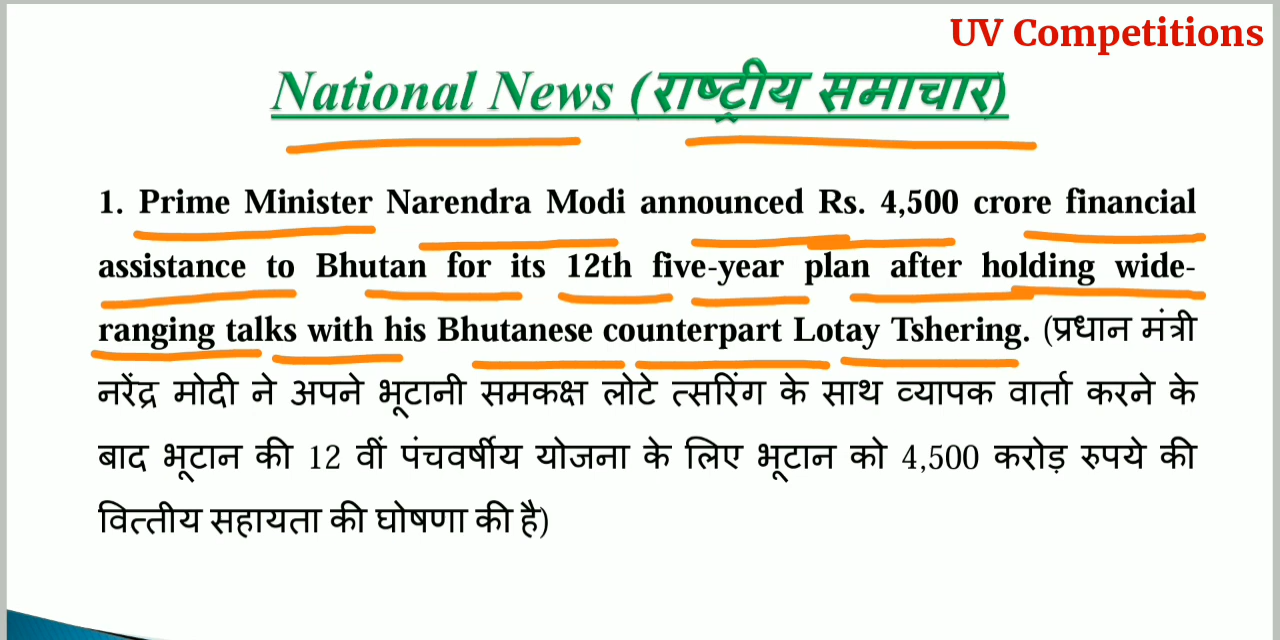 UV Competitions
National News (राष्ट्रीय समाचार)
1. Prime Minister Narendra Modi announced Rs. 4,500 crore financial
assistance to Bhutan for its 12th five-year plan after holding wide-
ranging talks with his Bhutanese counterpart Lotay Tshering. (प्रधान मंत्री
नरेंद्र मोदी ने अपने भूटानी समकक्ष लोटे त्सरिंग के साथ व्यापक वार्ता करने के
बाद भूटान की 12 वीं पंचवर्षीय योजना के लिए भूटान को 4,500 करोड़ रुपये की
वित्तीय सहायता की घोषणा की है)